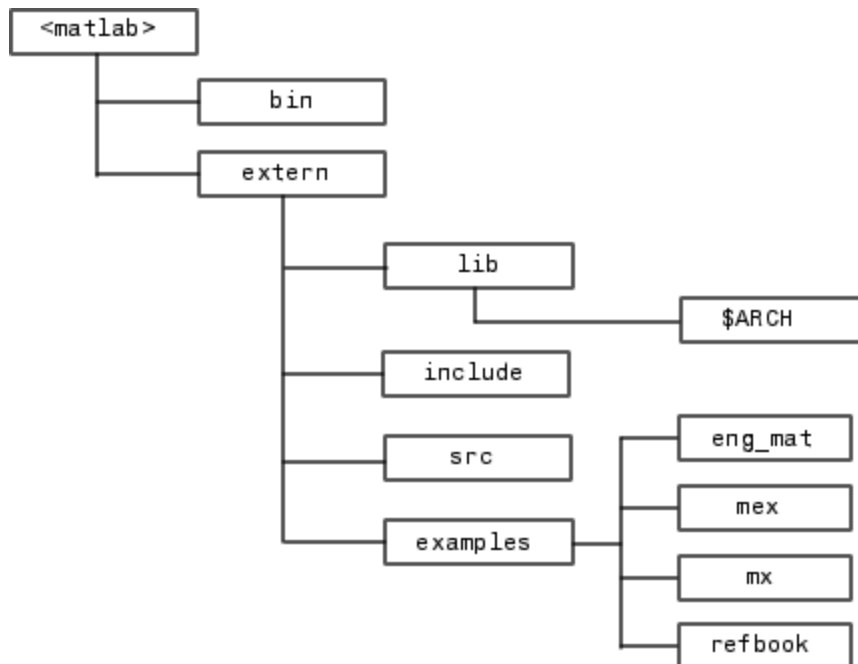 <matlab>
bin
extern
lib
$ARCH
include
eng_mat
src
mex
examples
mx
refbook